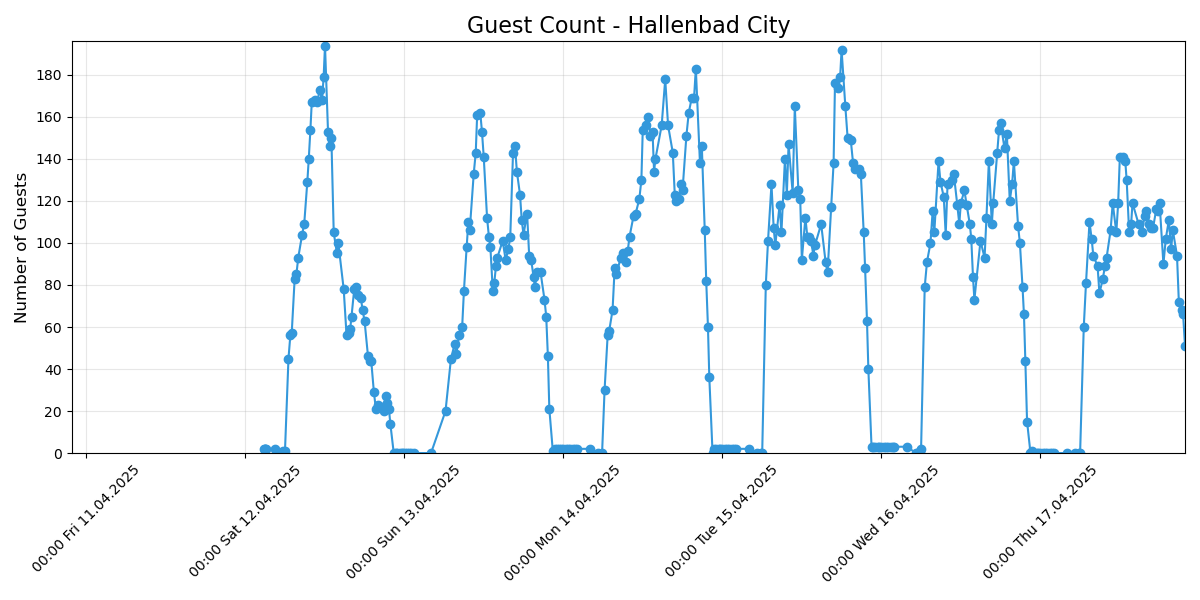 Guest Count - Hallenbad City
Number of Guests
180
160
140
120
100
80
60
40
20
0
00:00 Fri 11.04.2025
00:00 Sat 12.04.2025
00:00 Sun 13.04.2025
00:00 Mon 14.04.2025
00:00 Tue 15.04.2025
00:00 Wed 16.04.2025
00:00 Thu 17.04.2025